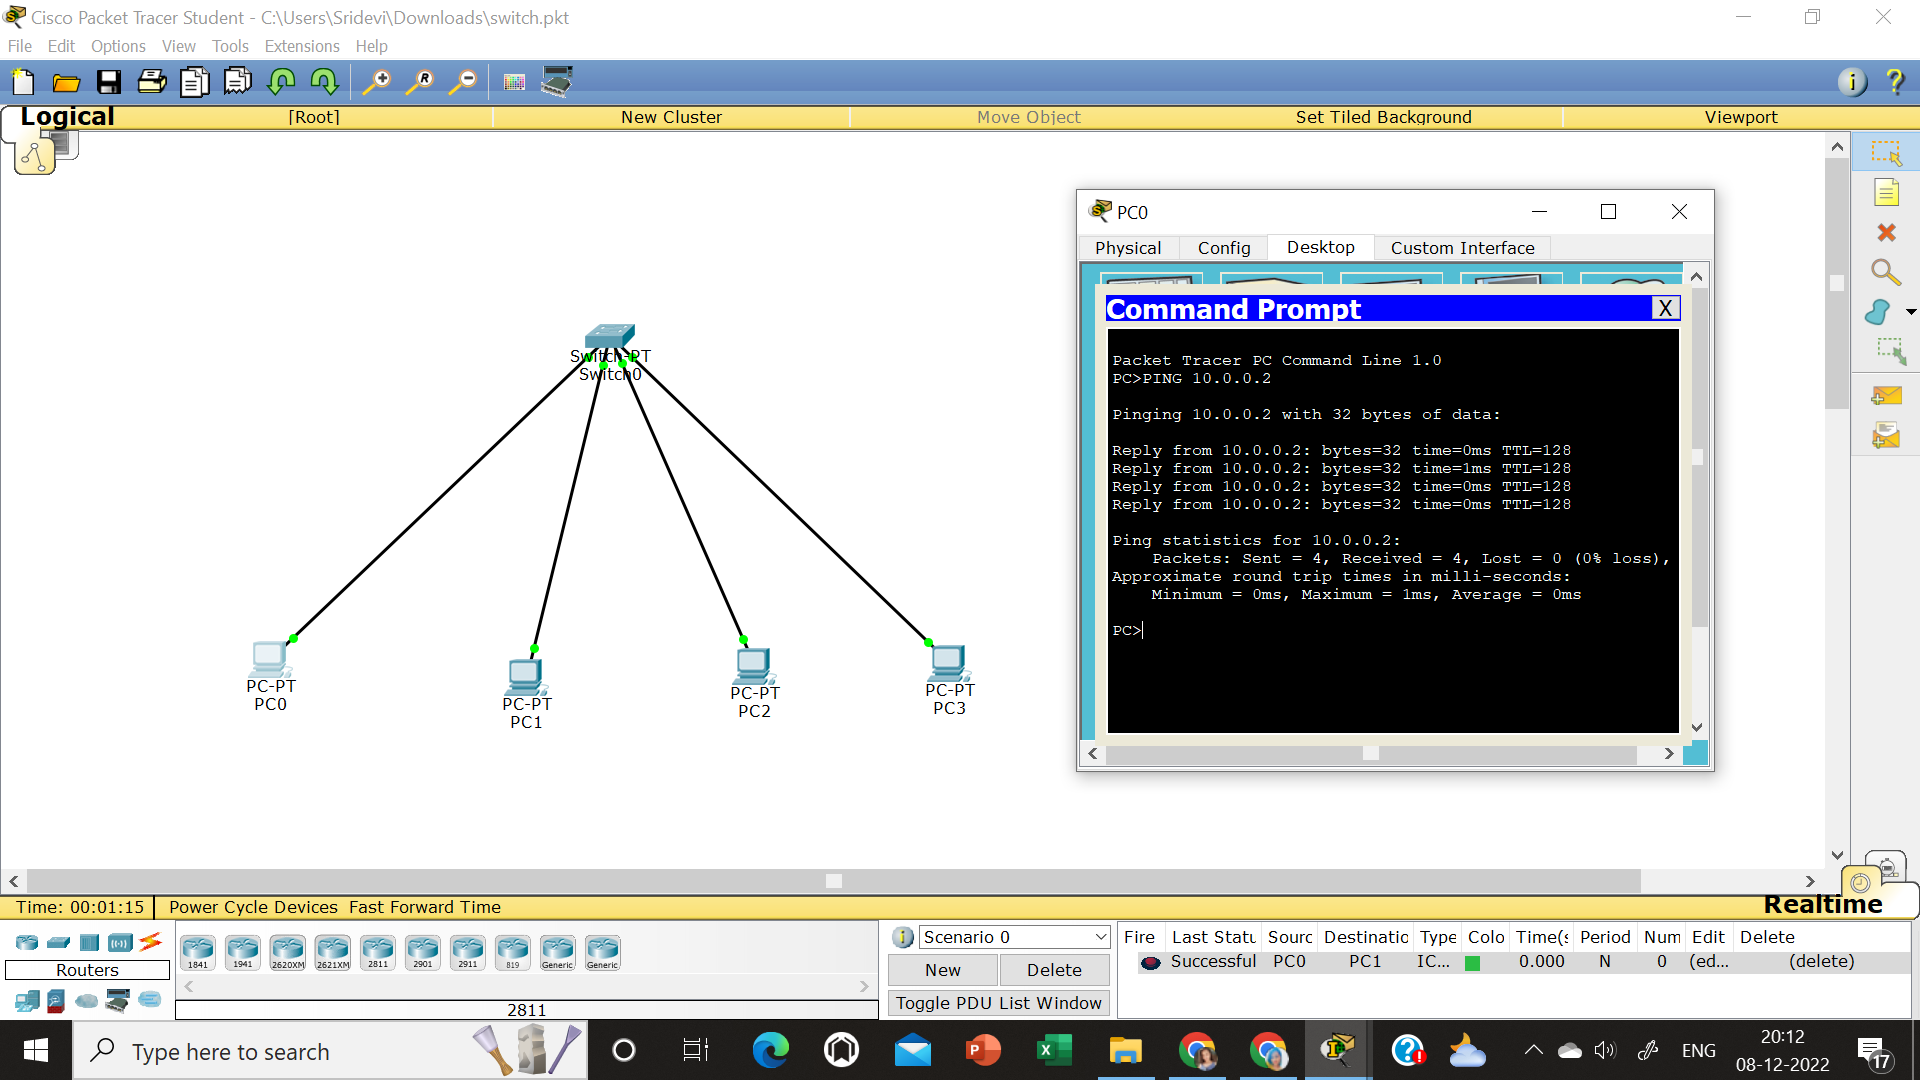 Cisco Packet Tracer Student - C:\Users\Sridevi\Downloads\switch.pkt
File Edit Options View Tools Extensions Help
Logical [Root] New Cluster Move Object Set Tiled Background Viewport
Switch-PT
Switch0
PC-PT
PC0
PC-PT
PC1
PC-PT
PC2
PC-PT
PC3
PC0
Physical Config Desktop Custom Interface
Command Prompt X
Packet Tracer PC Command Line 1.0
PC>PING 10.0.0.2
Pinging 10.0.0.2 with 32 bytes of data:
Reply from 10.0.0.2: bytes=32 time=0ms TTL=128
Reply from 10.0.0.2: bytes=32 time=1ms TTL=128
Reply from 10.0.0.2: bytes=32 time=0ms TTL=128
Reply from 10.0.0.2: bytes=32 time=0ms TTL=128
Ping statistics for 10.0.0.2:
Packets: Sent = 4, Received = 4, Lost = 0 (0% loss),
Approximate round trip times in milli-seconds:
Minimum = 0ms, Maximum = 1ms, Average = 0ms
PC>
Time: 00:01:15 Power Cycle Devices Fast Forward Time
Realtime
Routers
1841 1941 2620XM 2621XM 2811 2901 2911 819 Generic Generic
2811
Scenario 0
New Delete
Toggle PDU List Window
Fire Last Statu Sourc Destinatic Type Colo Time(s Period Num Edit Delete
Successful PC0 PC1 IC... 0.000 N 0 (ed... (delete)
Type here to search
ENG
20:12
08-12-2022
17